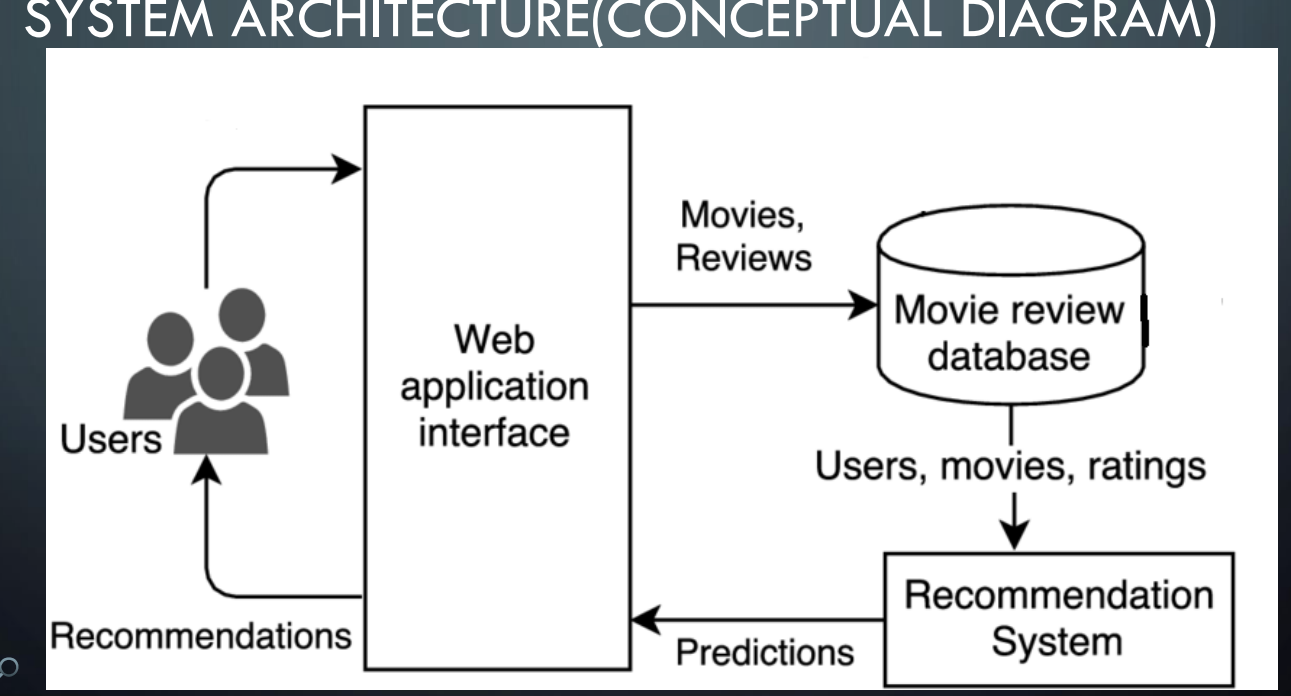 SYSTEM ARCHITECTURE(CONCEPTUAL DIAGRAM)
Movies,
Reviews
Movie review
database
Web
application
interface
Users
Users, movies, ratings
Recommendation
System
Recommendations
Predictions